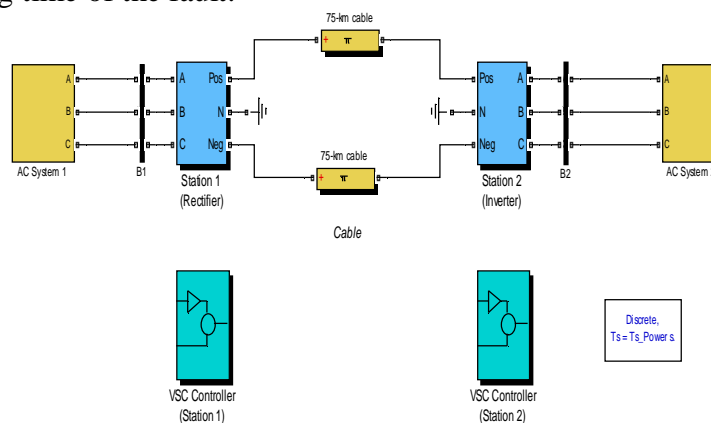 g time of the fault.
75-km cable
+ π
A
B
C
A
B
C
Pos
N
Neg
Pos
N
Neg
A
B
C
A
B
C
AC System 1
B1
Station 1
(Rectifier)
75-km cable
+ π
Station 2
(Inverter)
B2
AC System
Cable
Discrete,
Ts = Ts_Power s.
VSC Controller
(Station 1)
VSC Controller
(Station 2)